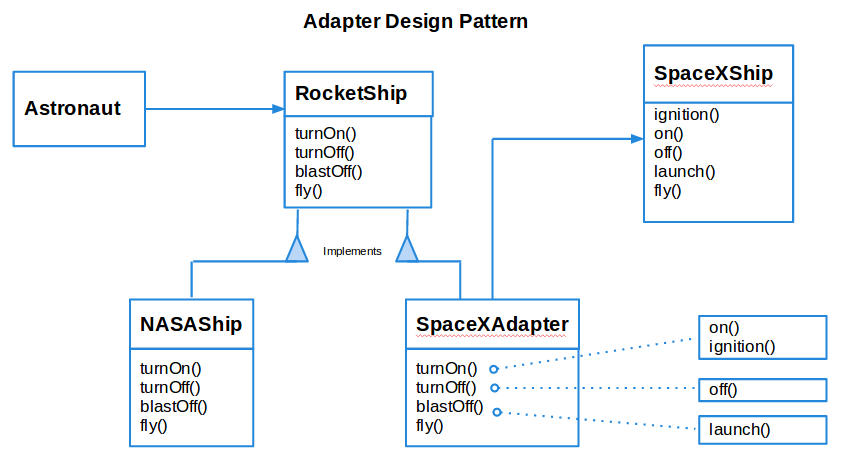 Adapter Design Pattern
Astronaut
RocketShip
turnOn()
turnOff()
blastOff()
fly()
SpaceXShip
ignition()
on()
off()
launch()
fly()
Implements
NASAShip
turnOn()
turnOff()
blastOff()
fly()
SpaceXAdapter
turnOn()
turnOff()
blastOff()
fly()
on()
ignition()
off()
launch()